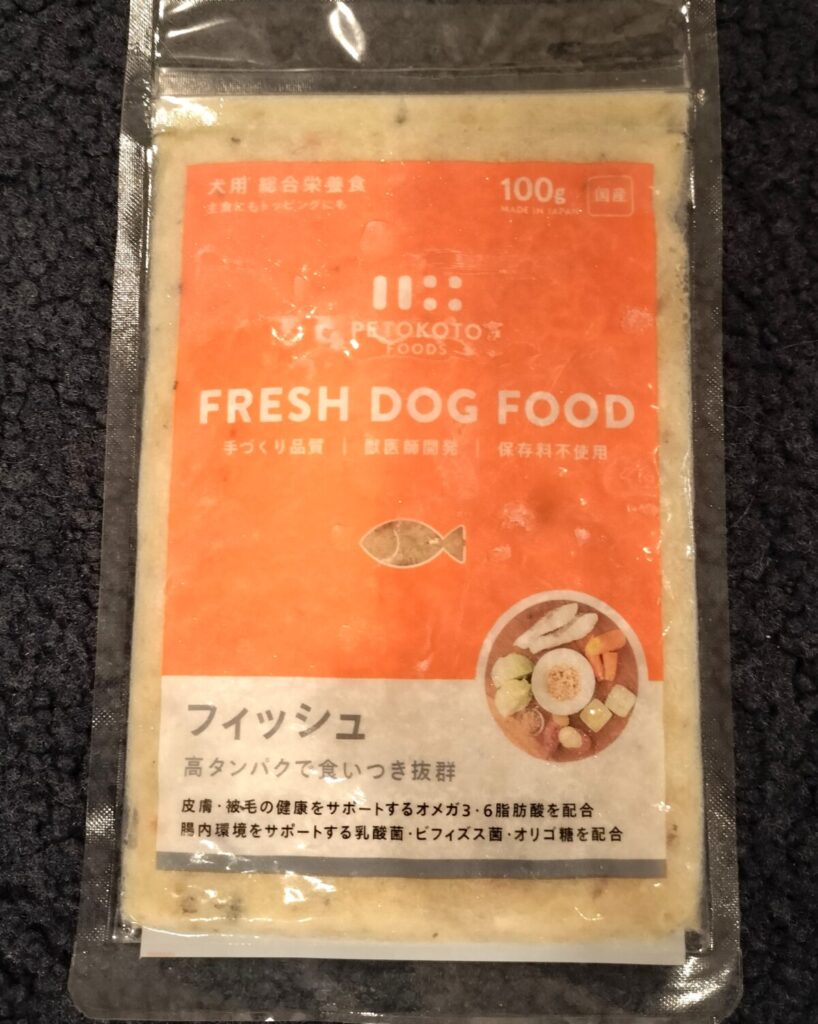 犬用 総合栄養食
主食にもトッピングにも
100g
MADE IN JAPAN
国産
PETOKOTO
FOODS
FRESH DOG FOOD
手づくり品質 | 獣医師開発 | 保存料不使用
フィッシュ
高タンパクで食いつき抜群
皮膚・被毛の健康をサポートするオメガ3・6脂肪酸を配合
腸内環境をサポートする乳酸菌・ビフィズス菌・オリゴ糖を配合